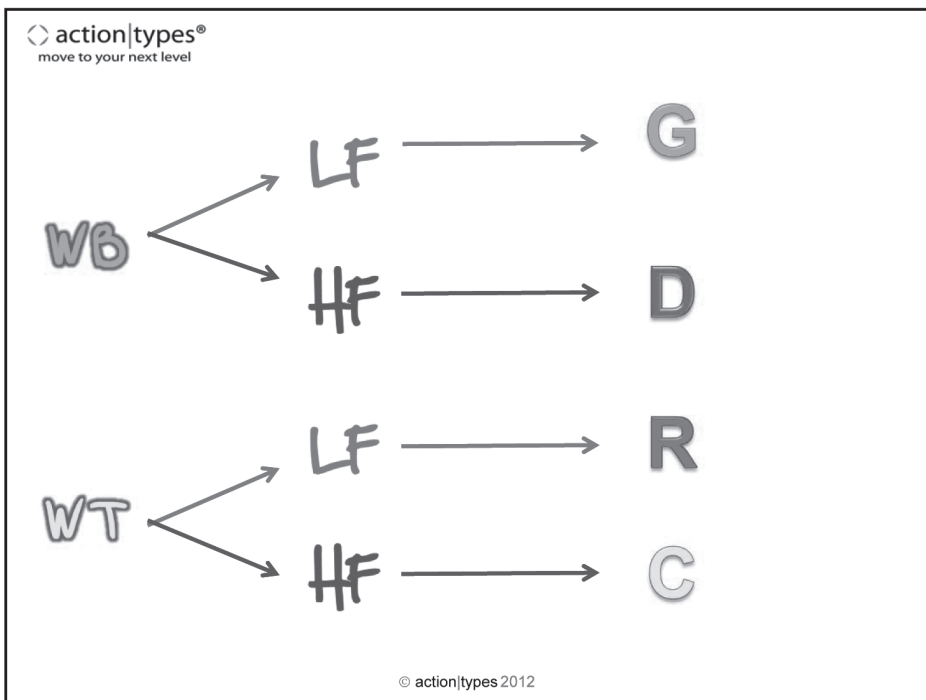 action|types®
move to your next level
LF
G
WB
HF
D
LF
R
WT
HF
C
© action|types 2012